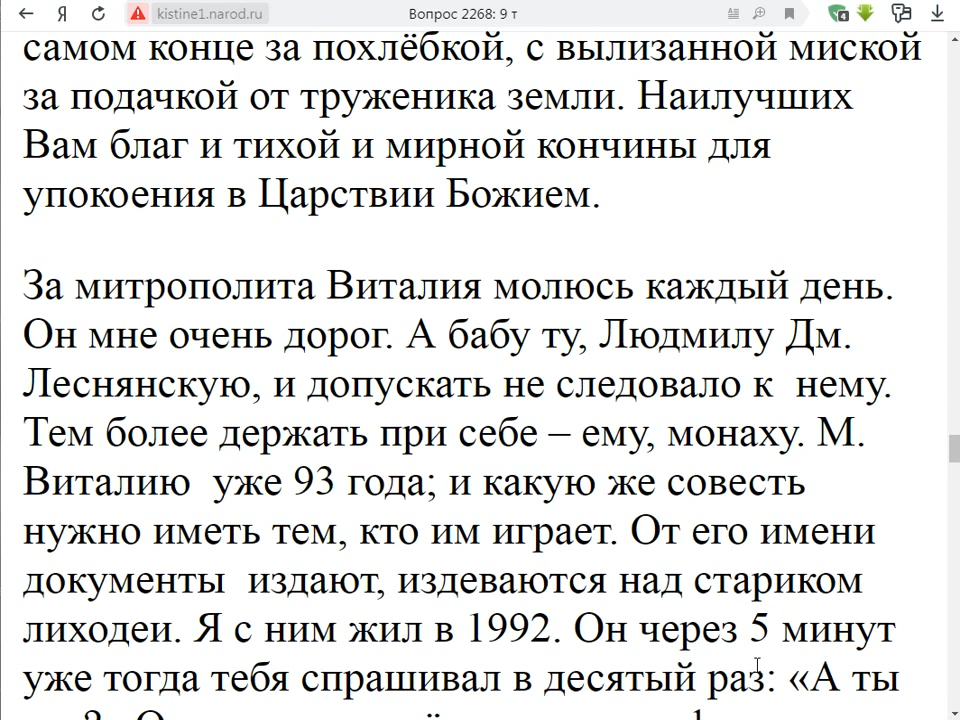 kistine1.narod.ru
Вопрос 2268: 9 т
4
самом конце за похлёбкой, с вылизанной миской
за подачкой от труженика земли. Наилучших
Вам благ и тихой и мирной кончины для
упокоения в Царствии Божием.
За митрополита Виталия молюсь каждый день.
Он мне очень дорог. А бабу ту, Людмилу Дм.
Леснянскую, и допускать не следовало к  нему.
Тем более держать при себе – ему, монаху. М.
Виталию  уже 93 года; и какую же совесть
нужно иметь тем, кто им играет. От его имени
документы  издают, издеваются над стариком
лиходеи. Я с ним жил в 1992. Он через 5 минут
уже тогда тебя спрашивал в десятый раз: «А ты